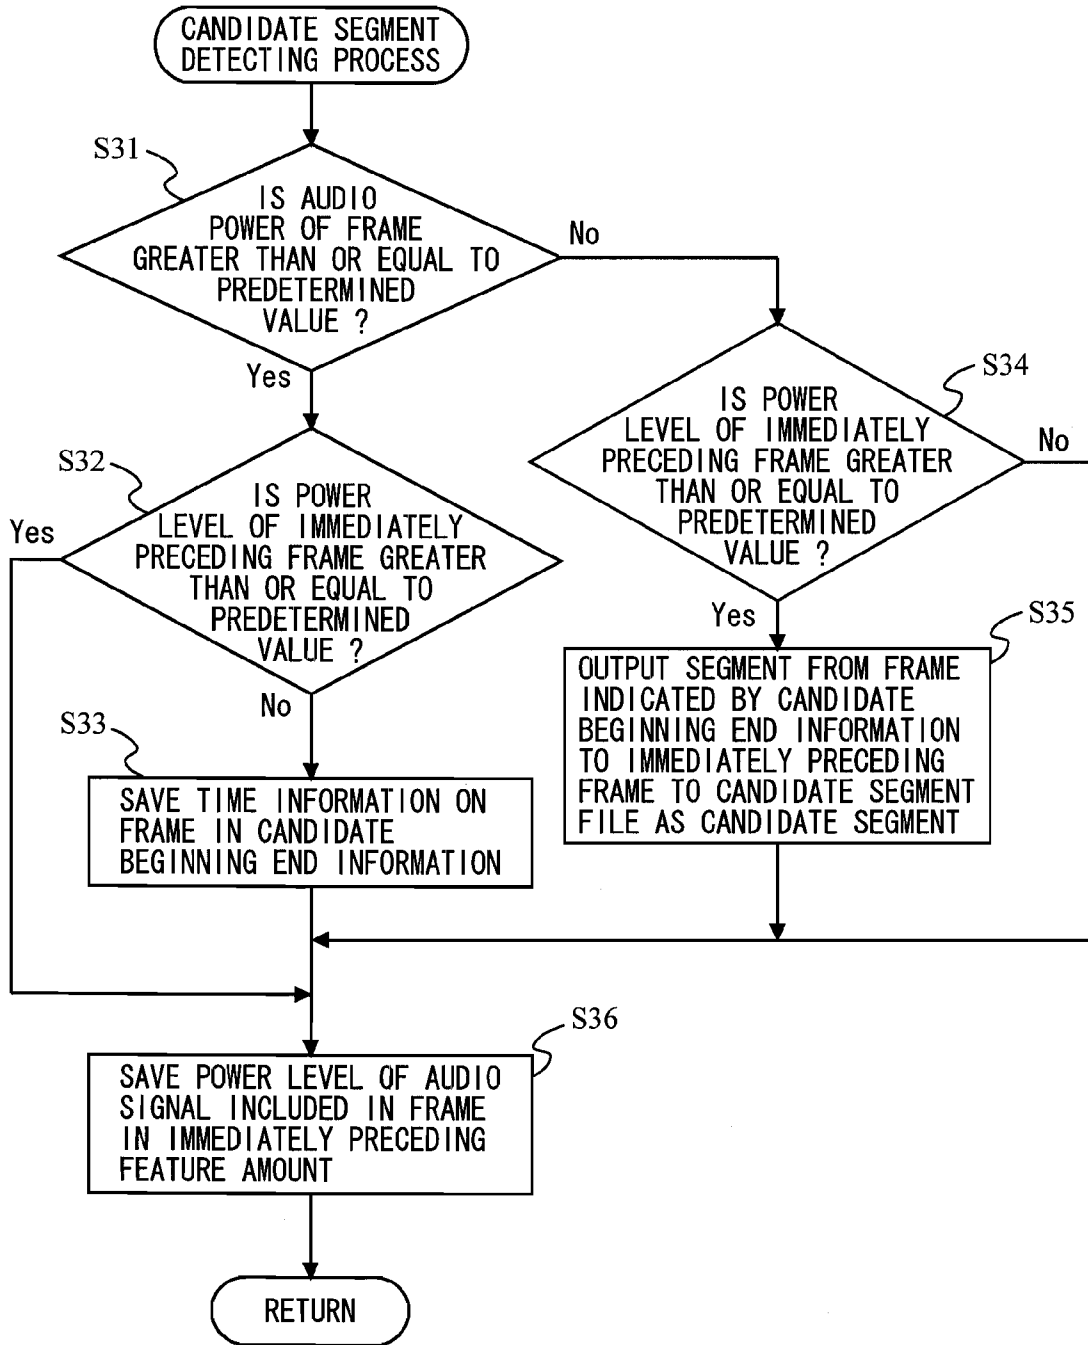 CANDIDATE SEGMENT
DETECTING PROCESS
S31
IS AUDIO
POWER OF FRAME
GREATER THAN OR EQUAL TO
PREDETERMINED
VALUE ?
No
Yes
S34
IS POWER
LEVEL OF IMMEDIATELY
PRECEDING FRAME GREATER
THAN OR EQUAL TO
PREDETERMINED
VALUE ?
No
Yes
S32
IS POWER
LEVEL OF IMMEDIATELY
PRECEDING FRAME GREATER
THAN OR EQUAL TO
PREDETERMINED
VALUE ?
Yes
No
S35
OUTPUT SEGMENT FROM FRAME
INDICATED BY CANDIDATE
BEGINNING END INFORMATION
TO IMMEDIATELY PRECEDING
FRAME TO CANDIDATE SEGMENT
FILE AS CANDIDATE SEGMENT
S33
SAVE TIME INFORMATION ON
FRAME IN CANDIDATE
BEGINNING END INFORMATION
S36
SAVE POWER LEVEL OF AUDIO
SIGNAL INCLUDED IN FRAME
IN IMMEDIATELY PRECEDING
FEATURE AMOUNT
RETURN